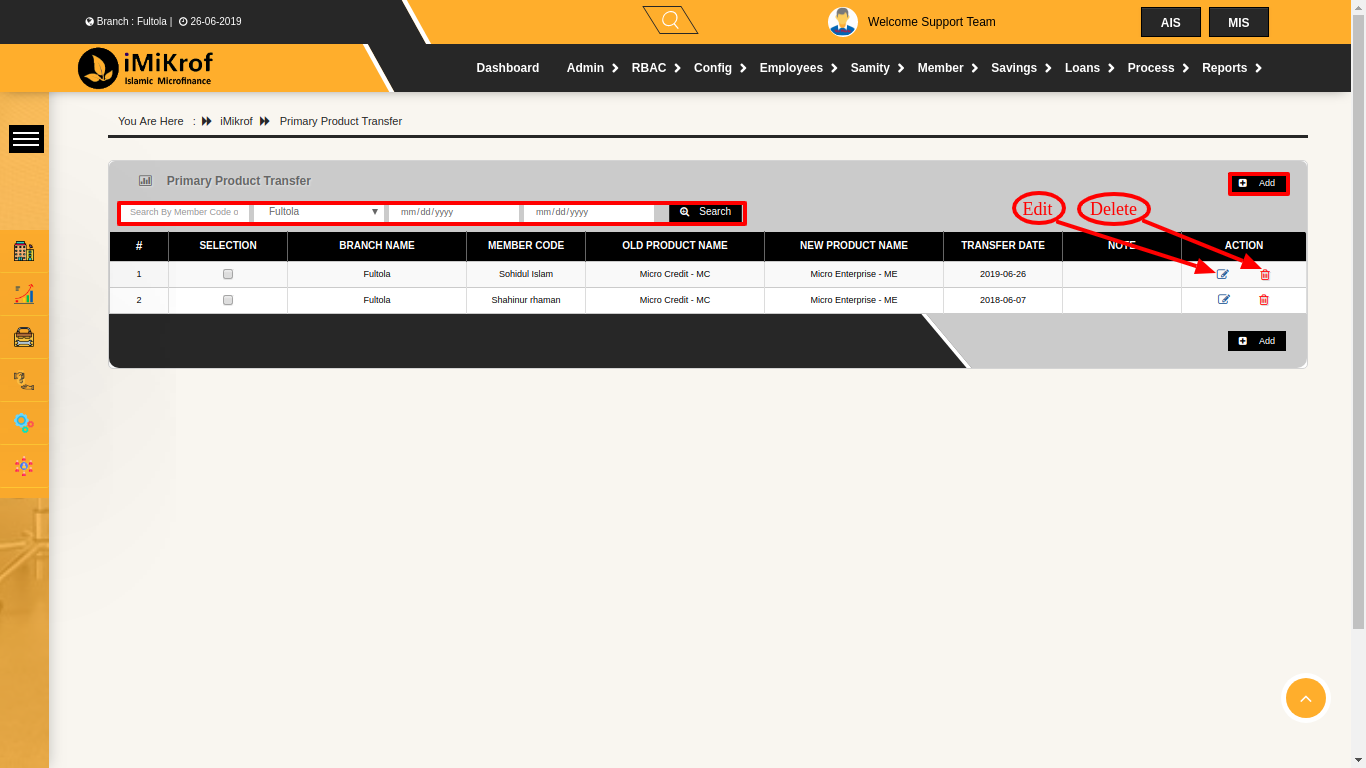 Branch : Fultola | 26-06-2019
Welcome Support Team
AIS
MIS
iMiKrof
Islamic Microfinance
Dashboard Admin RBAC Config Employees Samity Member Savings Loans Process Reports
You Are Here : iMikrof Primary Product Transfer
Primary Product Transfer
Add
Search By Member Code o Fultola mm/dd/yyyy mm/dd/yyyy Search
Edit Delete
# SELECTION BRANCH NAME MEMBER CODE OLD PRODUCT NAME NEW PRODUCT NAME TRANSFER DATE NOTE ACTION
1 Fultola Sohidul Islam Micro Credit - MC Micro Enterprise - ME 2019-06-26
2 Fultola Shahinur rhaman Micro Credit - MC Micro Enterprise - ME 2018-06-07
Add